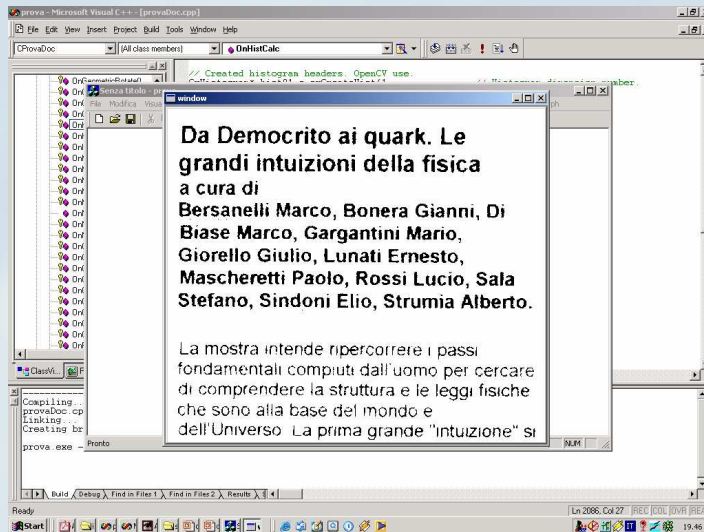 prova - Microsoft Visual C++ - [provaDoc.cpp]
File Edit View Insert Project Build Tools Window Help
CProvaDoc (All class members) OnHistCalc
// Created histogram headers. OpenCV use.
Senza titolo - pr
File Modifica Visua
window
Da Democrito ai quark. Le
grandi intuizioni della fisica
a cura di
Bersanelli Marco, Bonera Gianni, Di
Biase Marco, Gargantini Mario,
Giorello Giulio, Lunati Ernesto,
Mascheretti Paolo, Rossi Lucio, Sala
Stefano, Sindoni Elio, Strumia Alberto.
La mostra intende ripercorrere i passi
fondamentali compiuti dall'uomo per cercare
di comprendere la struttura e le leggi fisiche
che sono alla base del mondo e
dell'Universo La prima grande "intuizione" si
ClassVi...
Compiling..
provaDoc.cp
Linking...
Creating br
prova.exe -
Pronto NUM
Build Debug Find in Files 1 Find in Files 2 Results
Ready Ln 2086, Col 27 REC COL OVR REA
Start 19.46